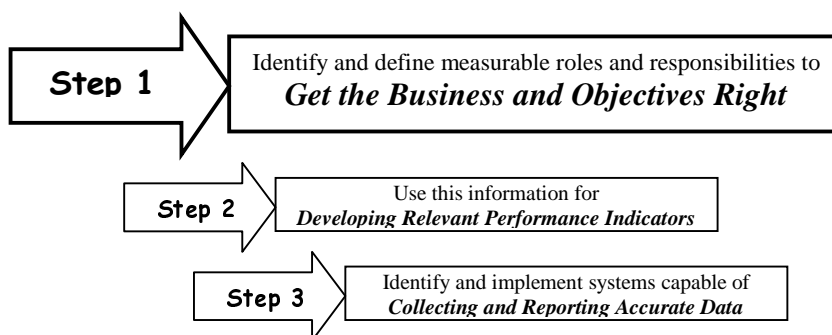 Step 1
Identify and define measurable roles and responsibilities to
Get the Business and Objectives Right
Step 2
Use this information for
Developing Relevant Performance Indicators
Step 3
Identify and implement systems capable of
Collecting and Reporting Accurate Data